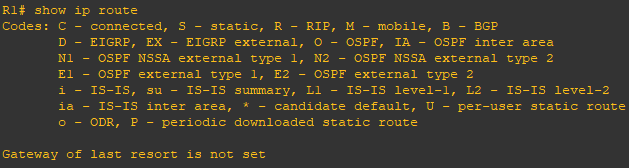 R1# show ip route
Codes: C - connected, S - static, R - RIP, M - mobile, B - BGP
D - EIGRP, EX - EIGRP external, O - OSPF, IA - OSPF inter area
N1 - OSPF NSSA external type 1, N2 - OSPF NSSA external type 2
E1 - OSPF external type 1, E2 - OSPF external type 2
i - IS-IS, su - IS-IS summary, L1 - IS-IS level-1, L2 - IS-IS level-2
ia - IS-IS inter area, * - candidate default, U - per-user static route
o - ODR, P - periodic downloaded static route
Gateway of last resort is not set